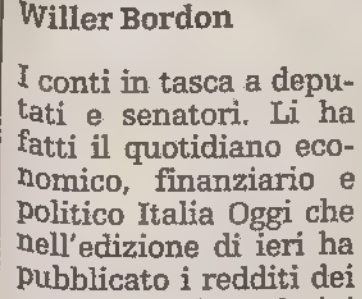 Willer Bordon
I conti in tasca a depu-
tati e senatori. Li ha
fatti il quotidiano eco-
nomico, finanziario e
politico Italia Oggi che
nell'edizione di ieri ha
pubblicato i redditi dei